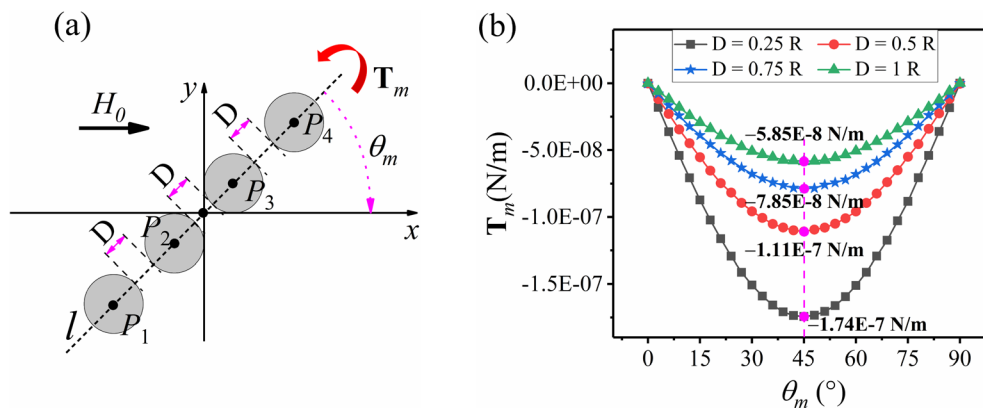 (a)
T_m
y
H_0
D
P_4
θ_m
D
P_3
D
P_2
x
P_1
l
(b)
D = 0.25 R
D = 0.5 R
D = 0.75 R
D = 1 R
0.0E+00
−5.85E-8 N/m
-5.0E-08
−7.85E-8 N/m
-1.0E-07
−1.11E-7 N/m
-1.5E-07
−1.74E-7 N/m
T_m(N/m)
0 15 30 45 60 75 90
θ_m (°)